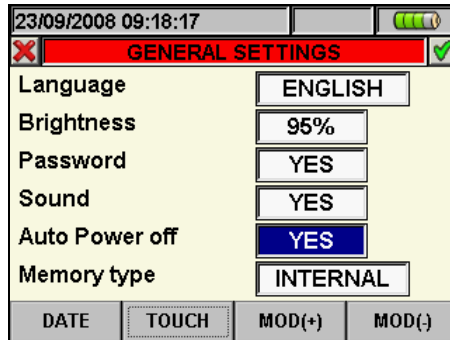 23/09/2008 09:18:17
GENERAL SETTINGS
Language ENGLISH
Brightness 95%
Password YES
Sound YES
Auto Power off YES
Memory type INTERNAL
DATE TOUCH MOD(+) MOD(-)